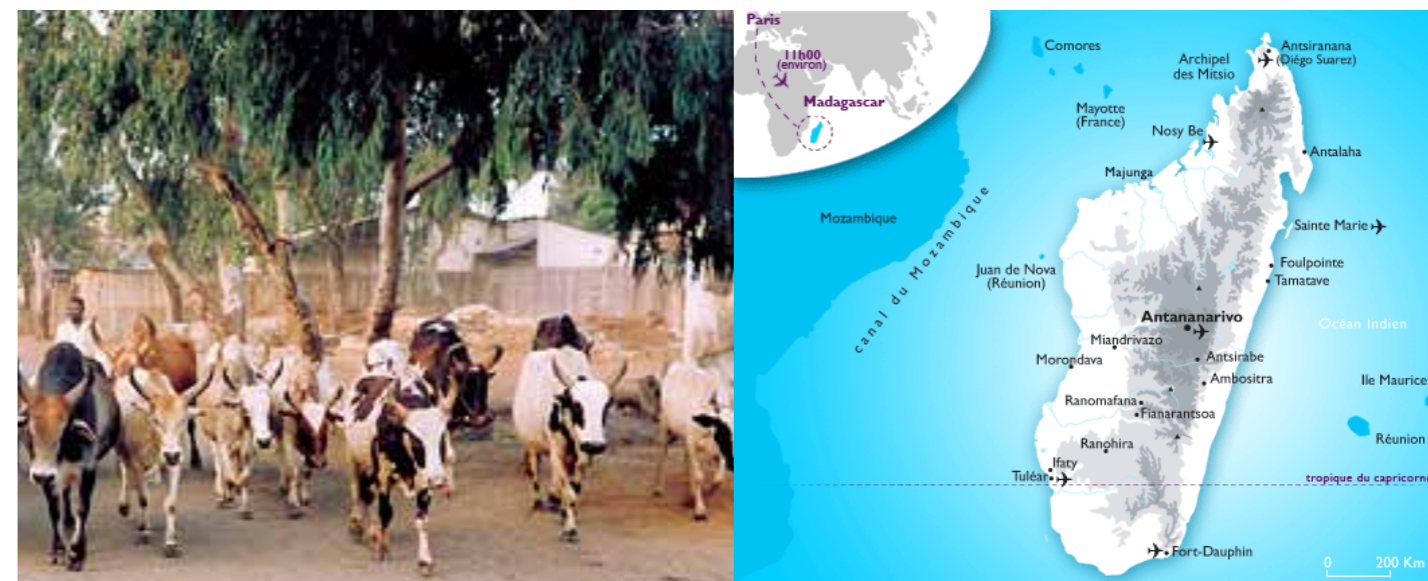 Paris
11h00
(environ)
Madagascar
Comores
Archipel
des Mitsio
Antsiranana
(Diégo Suarez)
Mayotte
(France)
Nosy Be
Antalaha
Majunga
Mozambique
canal du Mozambique
Sainte Marie
Juan de Nova
(Réunion)
Foulpointe
Tamatave
Antananarivo
Océan Indien
Miandrivazo
Morondava
Antsirabe
Ambositra
Ile Maurice
Ranomafana
Fianarantsoa
Réunion
Ranohira
Ifaty
Tuléar
tropique du capricorne
Fort-Dauphin
0 200 Km